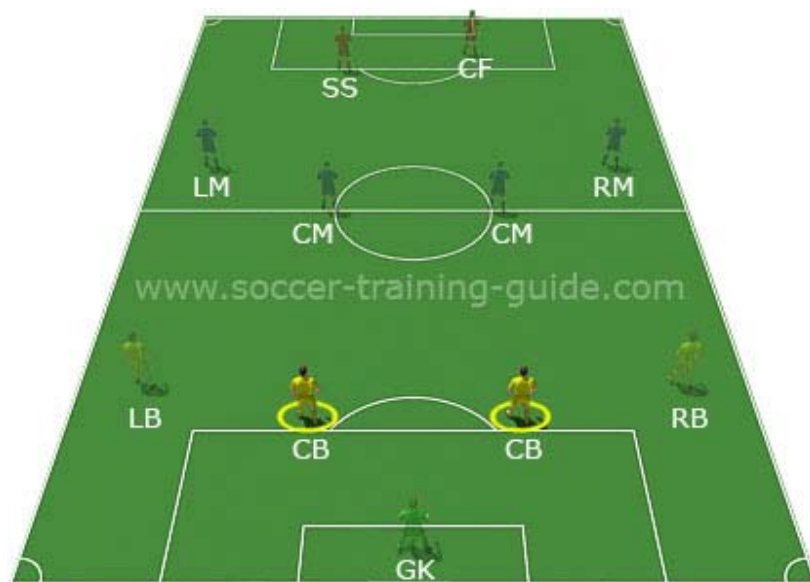 SS
CF
LM
RM
CM
CM
www.soccer-training-guide.com
LB
RB
CB
CB
GK